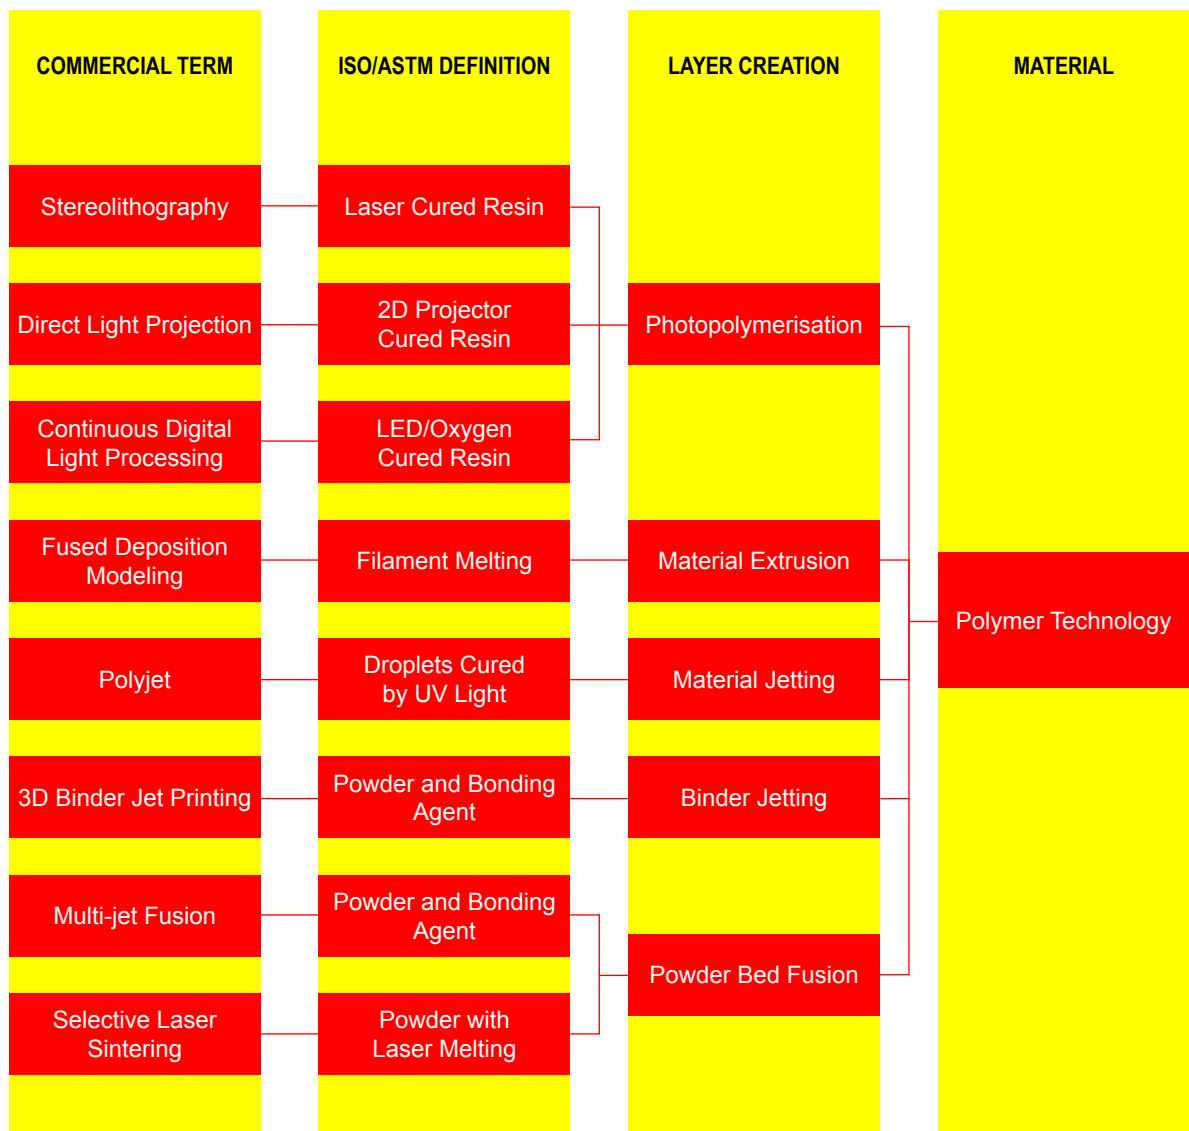 COMMERCIAL TERM
ISO/ASTM DEFINITION
LAYER CREATION
MATERIAL
Stereolithography
Laser Cured Resin
Direct Light Projection
2D Projector
Cured Resin
Photopolymerisation
Continuous Digital
Light Processing
LED/Oxygen
Cured Resin
Fused Deposition
Modeling
Filament Melting
Material Extrusion
Polymer Technology
Polyjet
Droplets Cured
by UV Light
Material Jetting
3D Binder Jet Printing
Powder and Bonding
Agent
Binder Jetting
Multi-jet Fusion
Powder and Bonding
Agent
Powder Bed Fusion
Selective Laser
Sintering
Powder with
Laser Melting